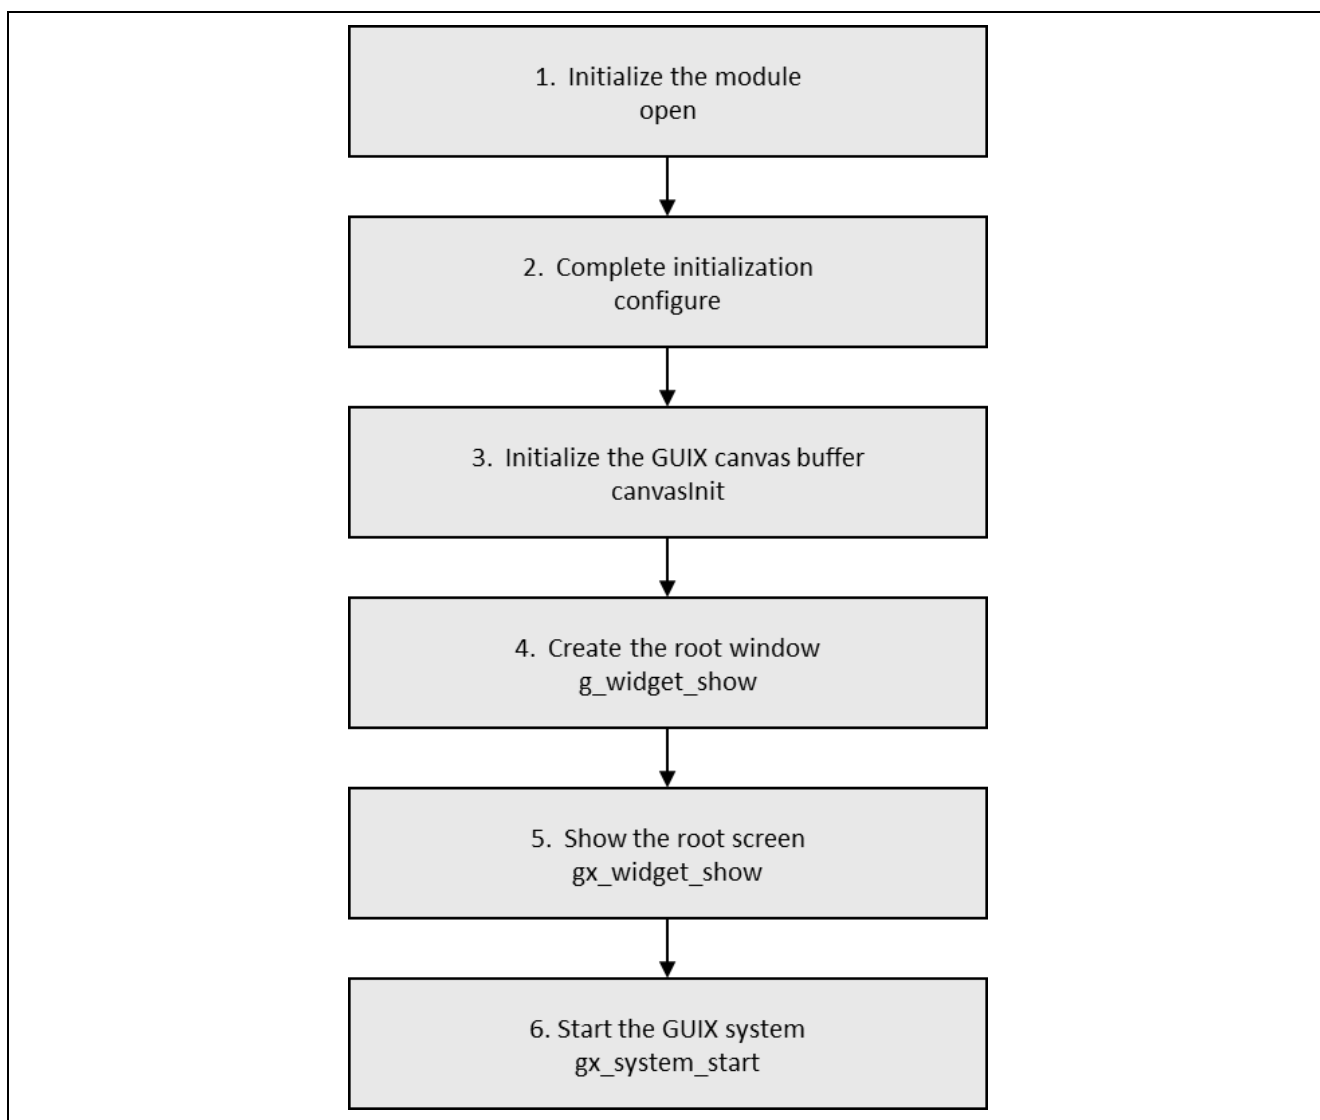 1. Initialize the module
open
2. Complete initialization
configure
3. Initialize the GUIX canvas buffer
canvasInit
4. Create the root window
g_widget_show
5. Show the root screen
gx_widget_show
6. Start the GUIX system
gx_system_start